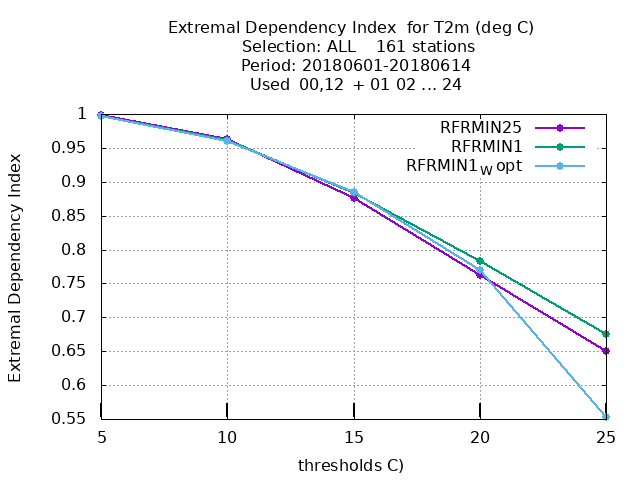 Extremal Dependency Index  for T2m (deg C)
Selection: ALL    161 stations
Period: 20180601-20180614
Used  00,12  + 01 02 ... 24
RFRMIN25
RFRMIN1
RFRMIN1W opt
1
0.95
0.9
0.85
0.8
0.75
0.7
0.65
0.6
0.55
Extremal Dependency Index
5 10 15 20 25
thresholds C)